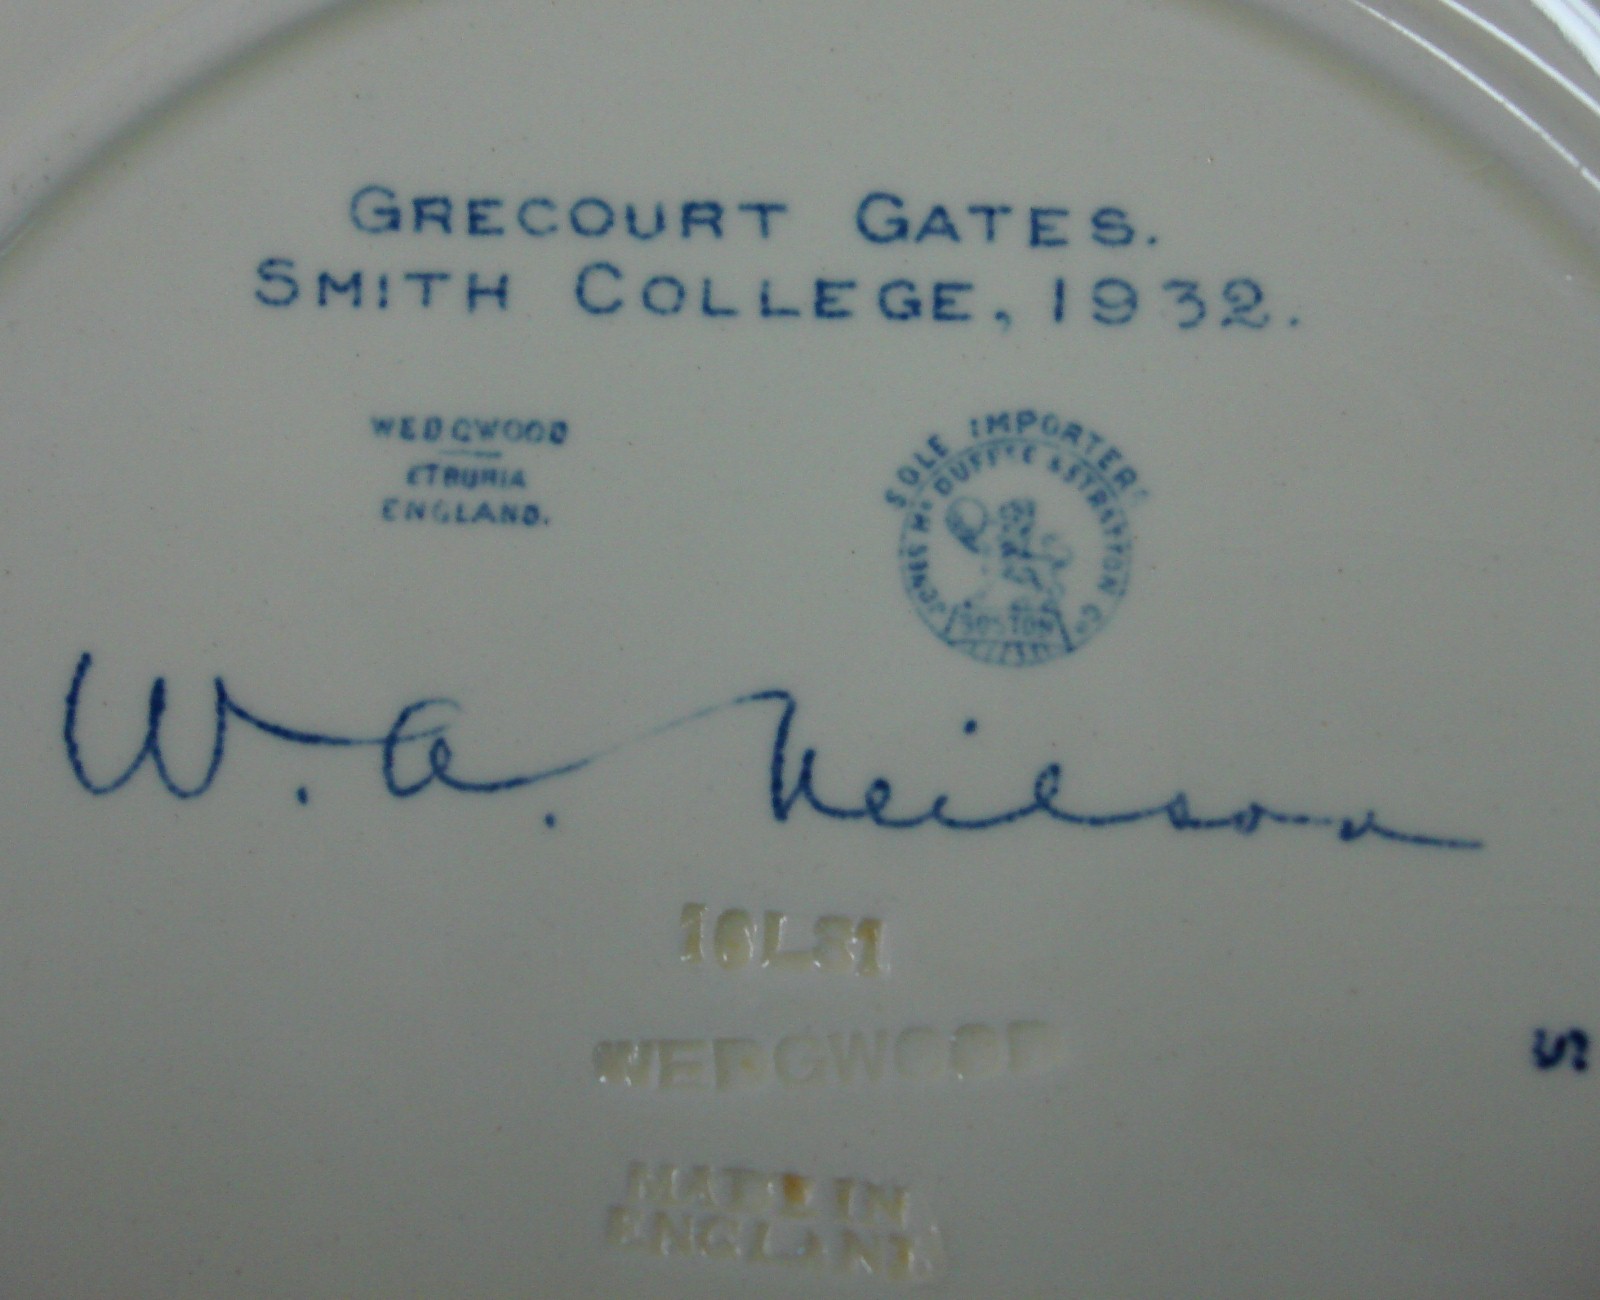 GRECOURT GATES.
SMITH COLLEGE, 1932.
WEDGWOOD
ETRURIA
ENGLAND.
SOLE IMPORTERS
JONES McDUFFEE & STRATTON Co
BOSTON
W. A. Neilson
16L31
WEDGWOOD
MADE IN
ENGLAND
S